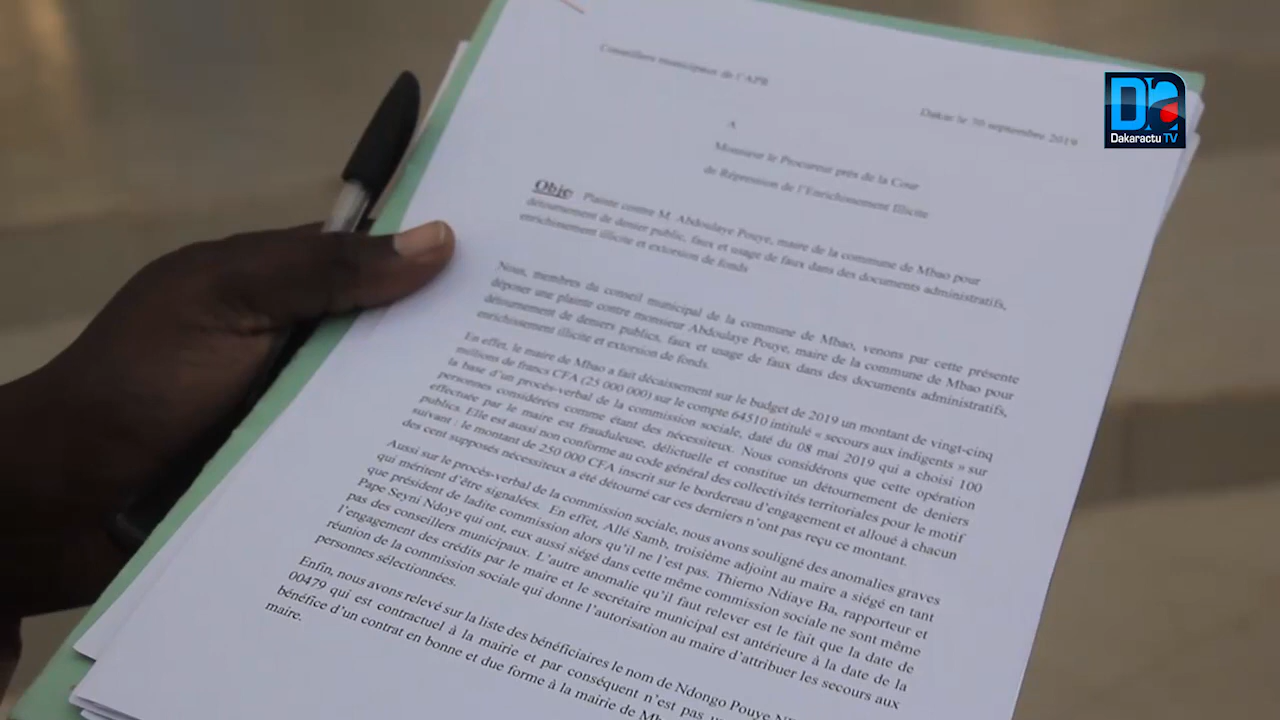 Conseillers municipaux de l'APR
Dakar le 30 septembre 2019
A
Monsieur le Procureur près de la Cour
de Répression de l'Enrichissement Illicite
Obje: Plainte contre M. Abdoulaye Pouye, maire de la commune de Mbao pour
détournement de denier public, faux et usage de faux dans des documents administratifs,
enrichissement illicite et extorsion de fonds
Nous, membres du conseil municipal de la commune de Mbao, venons par cette présente
déposer une plainte contre monsieur Abdoulaye Pouye, maire de la commune de Mbao pour
détournement de deniers publics, faux et usage de faux dans des documents administratifs,
enrichissement illicite et extorsion de fonds.
En effet, le maire de Mbao a fait décaissement sur le budget de 2019 un montant de vingt-cinq
millions de francs CFA (25 000 000) sur le compte 64510 intitulé « secours aux indigents » sur
la base d'un procès-verbal de la commission sociale, daté du 08 mai 2019 qui a choisi 100
personnes considérées comme étant des nécessiteux. Nous considérons que cette opération
effectuée par le maire est frauduleuse, délictuelle et constitue un détournement de deniers
publics. Elle est aussi non conforme au code général des collectivités territoriales pour le motif
suivant : le montant de 250 000 CFA inscrit sur le bordereau d'engagement et alloué à chacun
des cent supposés nécessiteux a été détourné car ces derniers n'ont pas reçu ce montant.
Aussi sur le procès-verbal de la commission sociale, nous avons souligné des anomalies graves
qui méritent d'être signalées. En effet, Allé Samb, troisième adjoint au maire a siégé en tant
que président de ladite commission alors qu'il ne l'est pas. Thierno Ndiaye Ba, rapporteur et
Pape Seyni Ndoye qui ont, eux aussi siégé dans cette même commission sociale ne sont même
pas des conseillers municipaux. L'autre anomalie qu'il faut relever est le fait que la date de
l'engagement des crédits par le maire et le secrétaire municipal est antérieure à la date de la
réunion de la commission sociale qui donne l'autorisation au maire d'attribuer les secours aux
personnes sélectionnées.
Enfin, nous avons relevé sur la liste des bénéficiaires le nom de Ndongo Pouye
00479 qui est contractuel à la mairie et par conséquent n'est pas
bénéfice d'un contrat en bonne et due forme à la mairie de
maire.
Dakaractu TV